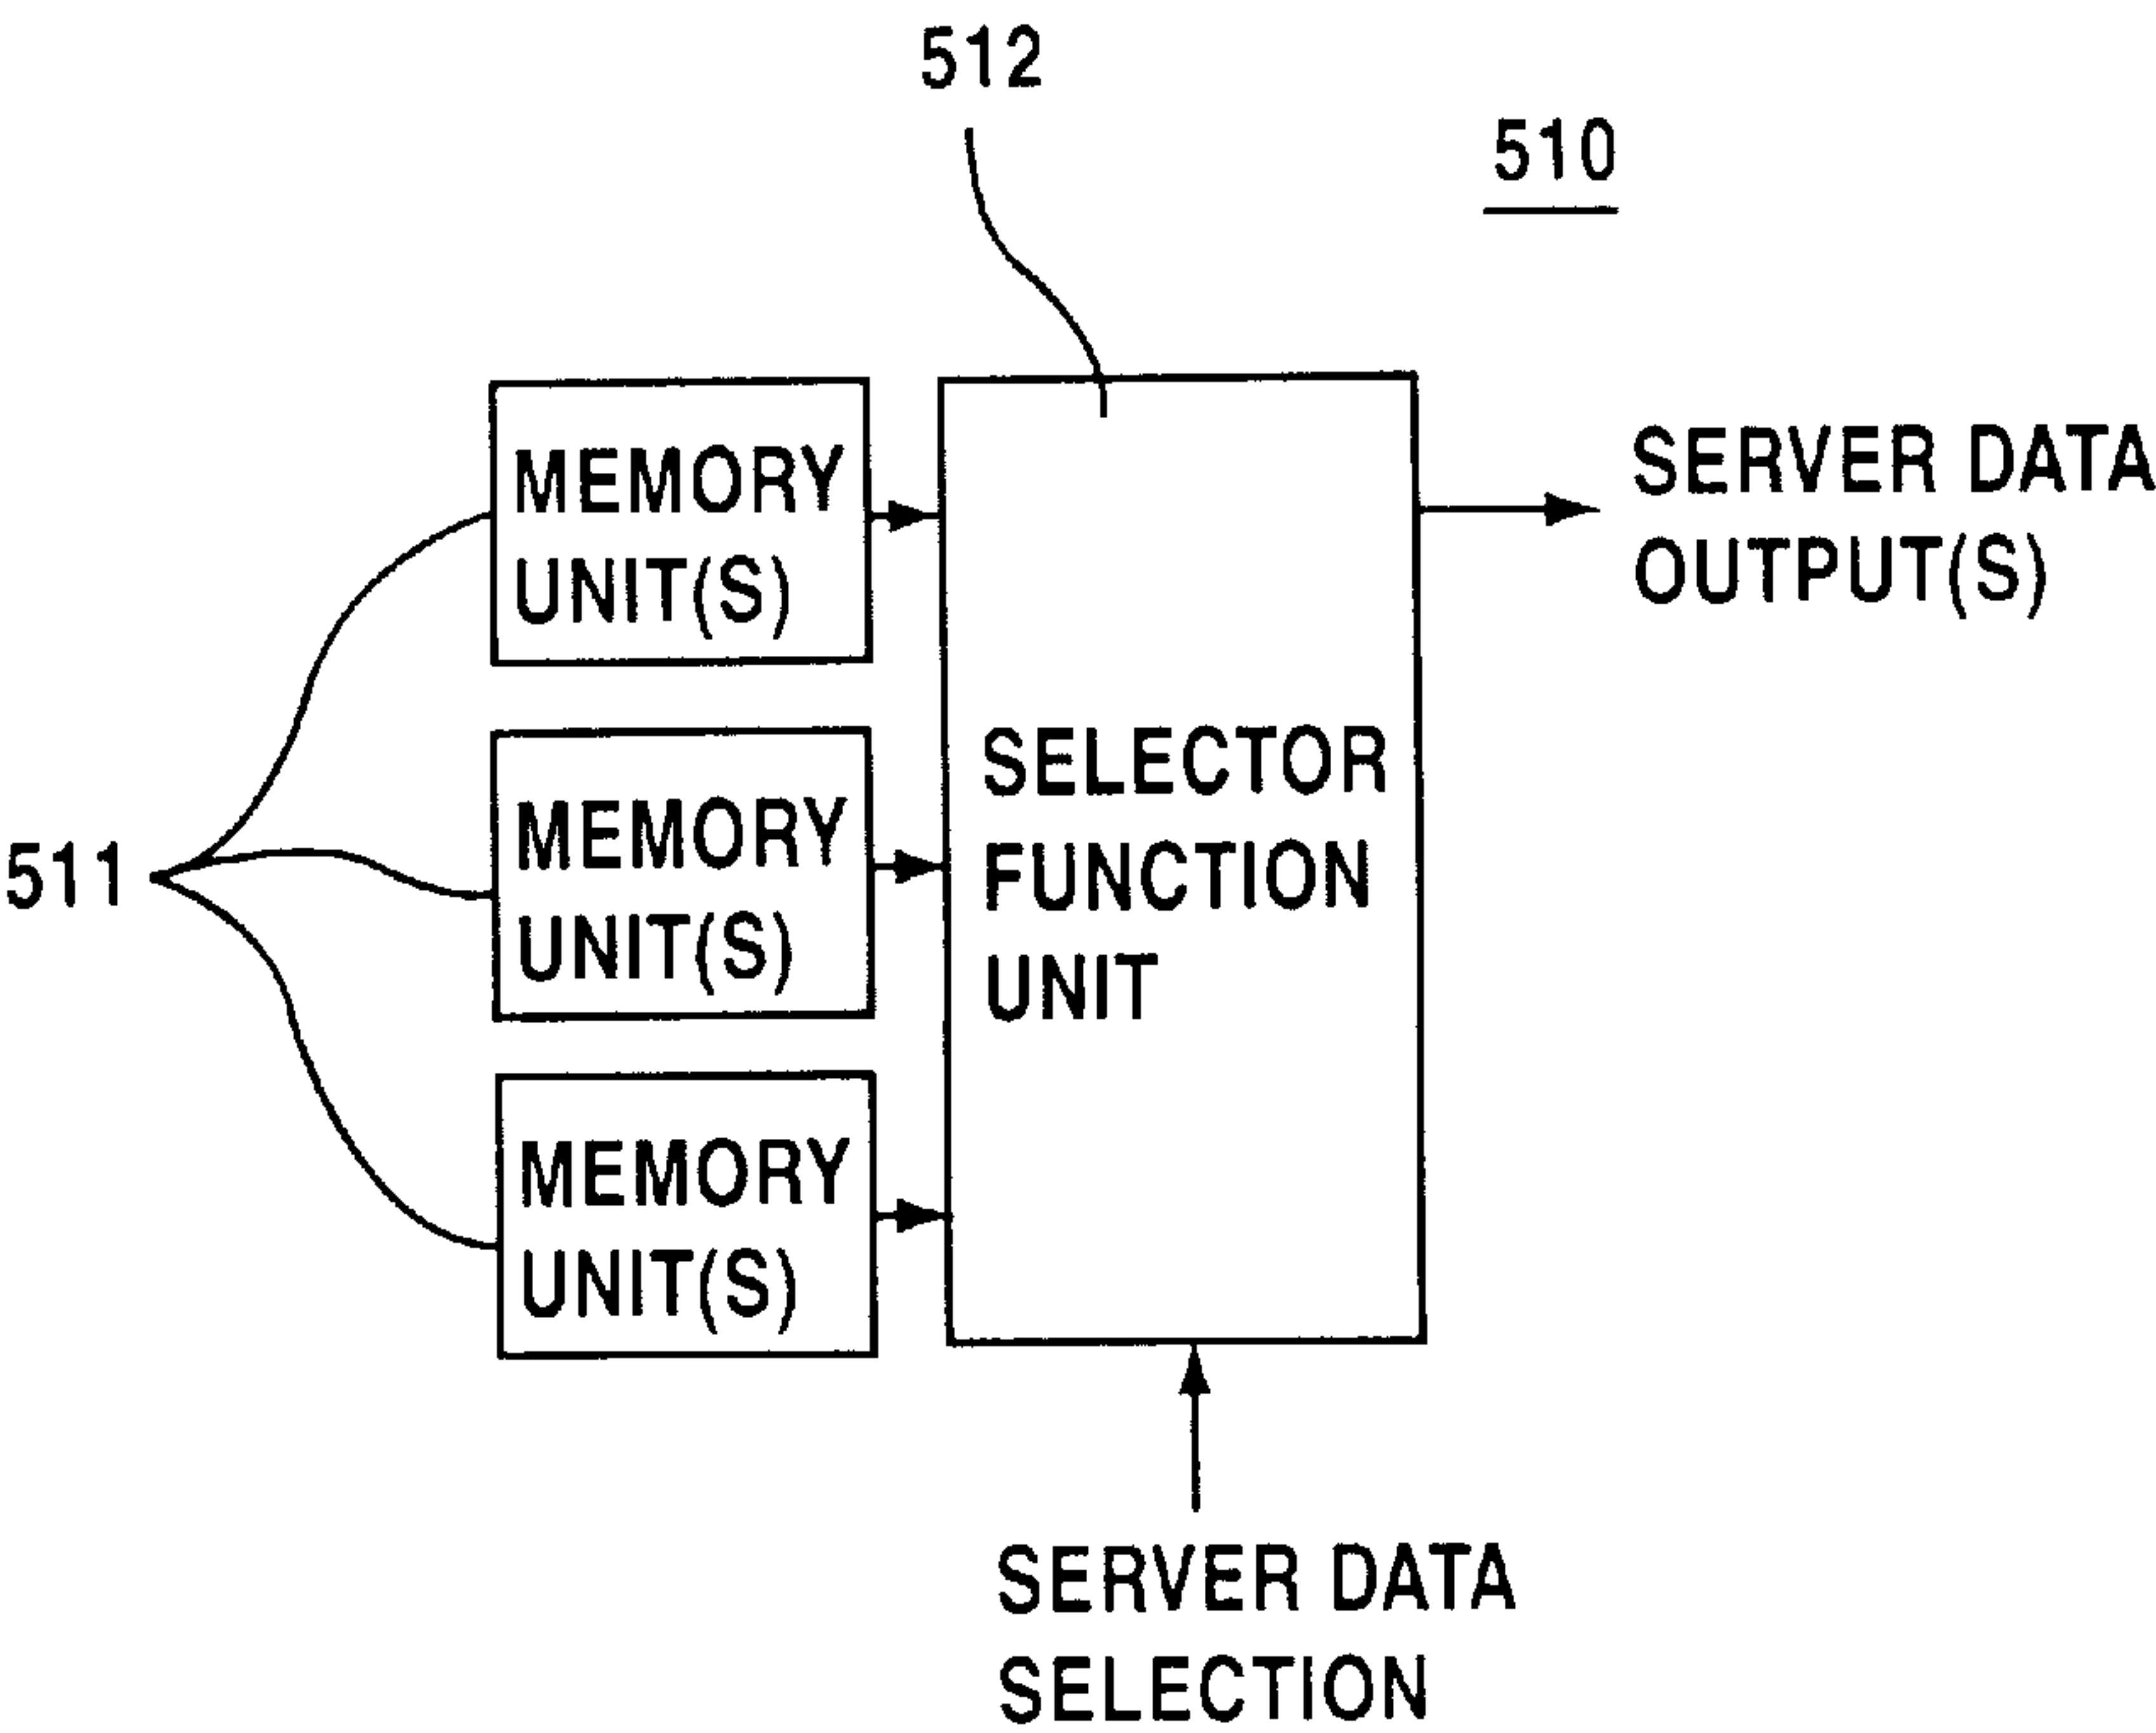 512
510
MEMORY
UNIT(S)
SERVER DATA
OUTPUT(S)
SELECTOR
FUNCTION
UNIT
511
MEMORY
UNIT(S)
MEMORY
UNIT(S)
SERVER DATA
SELECTION